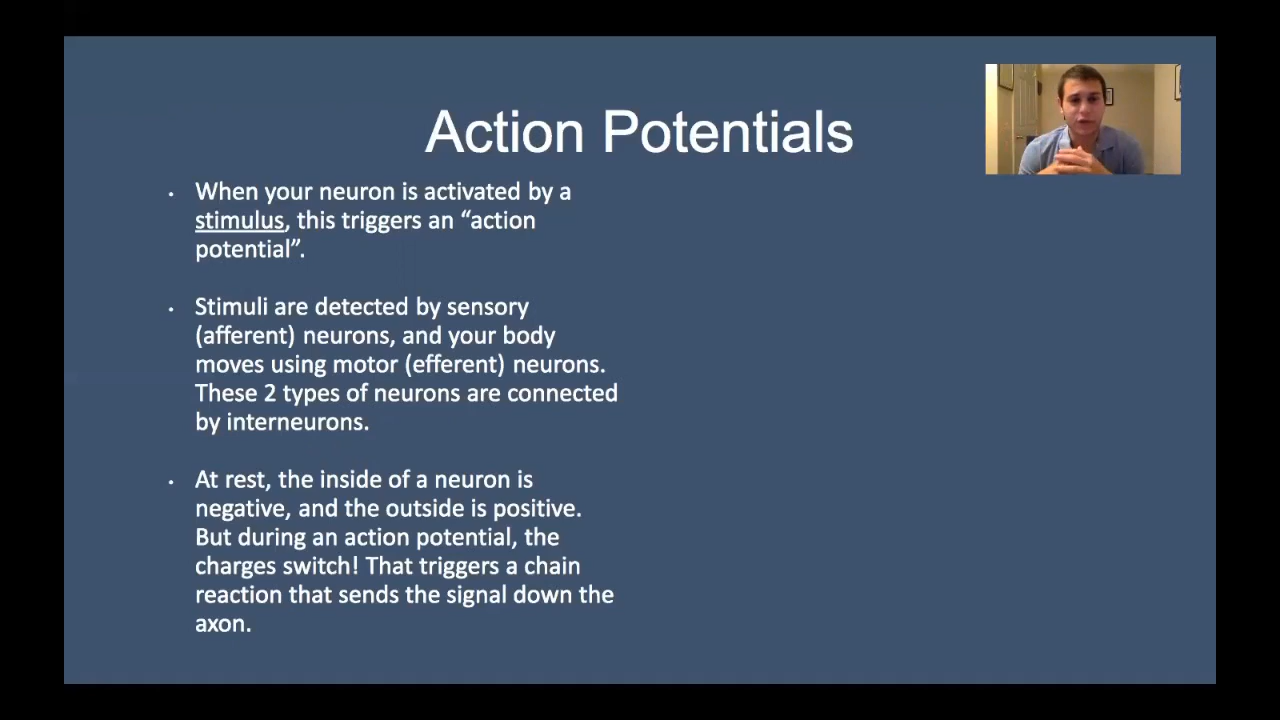 Action Potentials
• When your neuron is activated by a
stimulus, this triggers an “action
potential”.
• Stimuli are detected by sensory
(afferent) neurons, and your body
moves using motor (efferent) neurons.
These 2 types of neurons are connected
by interneurons.
• At rest, the inside of a neuron is
negative, and the outside is positive.
But during an action potential, the
charges switch! That triggers a chain
reaction that sends the signal down the
axon.